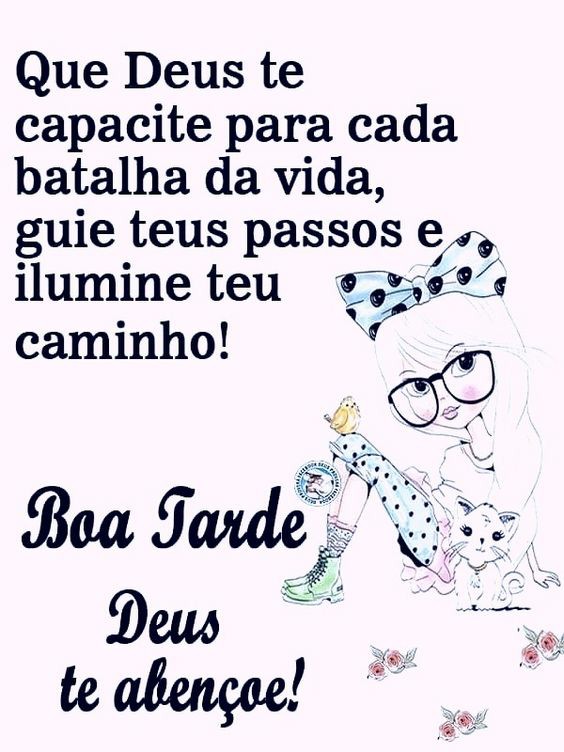 Que Deus te
capacite para cada
batalha da vida,
guie teus passos e
ilumine teu
caminho!
Boa Tarde
Deus
te abençoe!